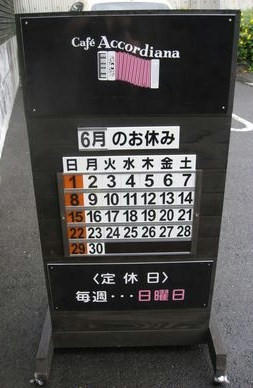 Café Accordiana
6月 のお休み
日 月 火 水 木 金 土
1 2 3 4 5 6 7
8 9 10 11 12 13 14
15 16 17 18 19 20 21
22 23 24 25 26 27 28
29 30
〈定休日〉
毎週・・・日曜日